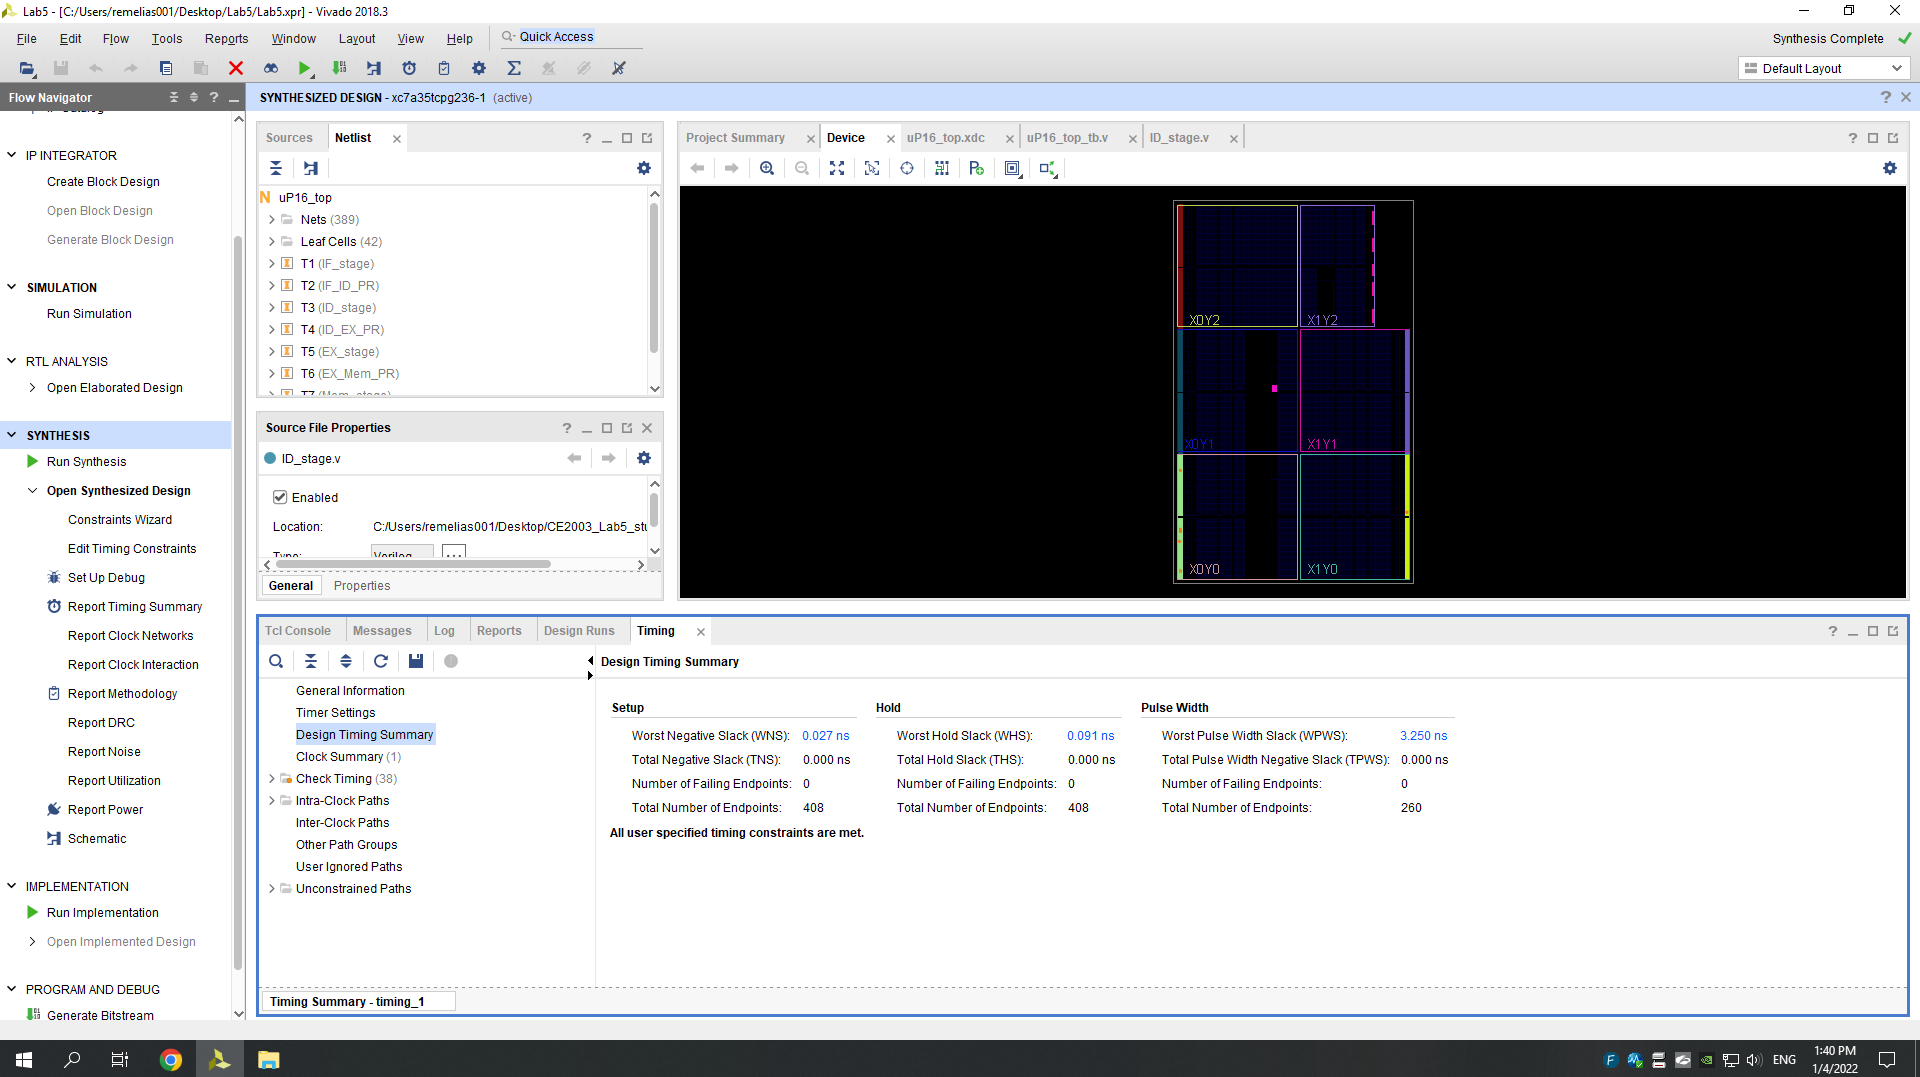 Lab5 - [C:/Users/remelias001/Desktop/Lab5/Lab5.xpr] - Vivado 2018.3
File Edit Flow Tools Reports Window Layout View Help Quick Access Synthesis Complete
Default Layout
Flow Navigator
SYNTHESIZED DESIGN - xc7a35tcpg236-1 (active)
IP INTEGRATOR
Create Block Design
Open Block Design
Generate Block Design
SIMULATION
Run Simulation
RTL ANALYSIS
Open Elaborated Design
SYNTHESIS
Run Synthesis
Open Synthesized Design
Constraints Wizard
Edit Timing Constraints
Set Up Debug
Report Timing Summary
Report Clock Networks
Report Clock Interaction
Report Methodology
Report DRC
Report Noise
Report Utilization
Report Power
Schematic
IMPLEMENTATION
Run Implementation
Open Implemented Design
PROGRAM AND DEBUG
Generate Bitstream
Sources Netlist
uP16_top
Nets (389)
Leaf Cells (42)
T1 (IF_stage)
T2 (IF_ID_PR)
T3 (ID_stage)
T4 (ID_EX_PR)
T5 (EX_stage)
T6 (EX_Mem_PR)
T7 (Mem_stage)
Source File Properties
ID_stage.v
Enabled
Location: C:/Users/remelias001/Desktop/CE2003_Lab5_stu
Type: Verilog
General Properties
Project Summary Device uP16_top.xdc uP16_top_tb.v ID_stage.v
X0Y2 X1Y2
X0Y1 X1Y1
X0Y0 X1Y0
Tcl Console Messages Log Reports Design Runs Timing
General Information
Timer Settings
Design Timing Summary
Clock Summary (1)
Check Timing (38)
Intra-Clock Paths
Inter-Clock Paths
Other Path Groups
User Ignored Paths
Unconstrained Paths
Design Timing Summary
Setup Hold Pulse Width
Worst Negative Slack (WNS): 0.027 ns Worst Hold Slack (WHS): 0.091 ns Worst Pulse Width Slack (WPWS): 3.250 ns
Total Negative Slack (TNS): 0.000 ns Total Hold Slack (THS): 0.000 ns Total Pulse Width Negative Slack (TPWS): 0.000 ns
Number of Failing Endpoints: 0 Number of Failing Endpoints: 0 Number of Failing Endpoints: 0
Total Number of Endpoints: 408 Total Number of Endpoints: 408 Total Number of Endpoints: 260
All user specified timing constraints are met.
Timing Summary - timing_1
ENG
1:40 PM
1/4/2022